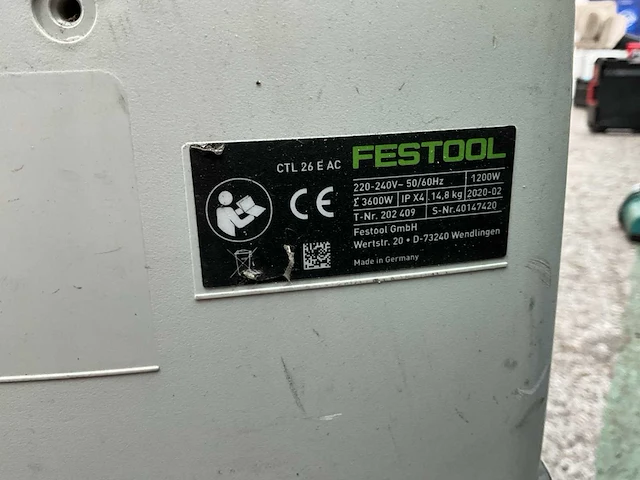 CTL 26 E AC FESTOOL
220-240V~ 50/60Hz 1200W
Σ 3600W IP X4 14,8 kg 2020-02
T-Nr. 202 409 S-Nr.40147420
Festool GmbH
Wertstr. 20 • D-73240 Wendlingen
Made in Germany
CE